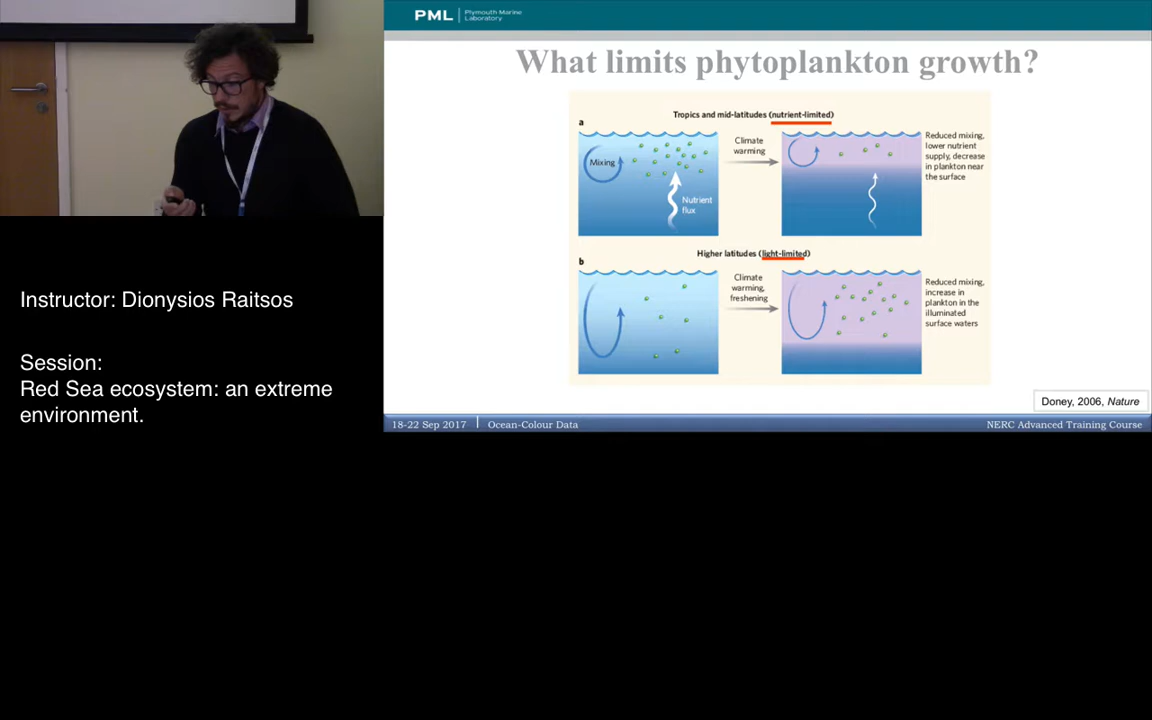 PML | Plymouth Marine
Laboratory
What limits phytoplankton growth?
Tropics and mid-latitudes (nutrient-limited)
a
Mixing
Nutrient
flux
Climate
warming
Reduced mixing,
lower nutrient
supply, decrease
in plankton near
the surface
Higher latitudes (light-limited)
b
Climate
warming,
freshening
Reduced mixing,
increase in
plankton in the
illuminated
surface waters
Doney, 2006, Nature
18-22 Sep 2017 | Ocean-Colour Data
NERC Advanced Training Course
Instructor: Dionysios Raitsos
Session:
Red Sea ecosystem: an extreme
environment.